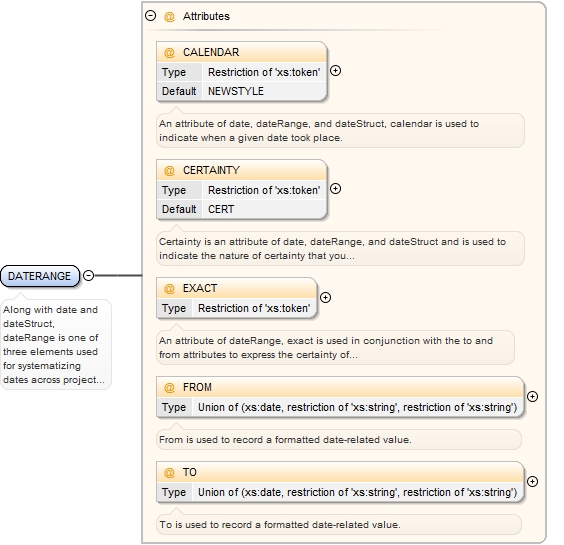 @ Attributes
@ CALENDAR
Type Restriction of 'xs:token'
Default NEWSTYLE
An attribute of date, dateRange, and dateStruct, calendar is used to
indicate when a given date took place.
@ CERTAINTY
Type Restriction of 'xs:token'
Default CERT
Certainty is an attribute of date, dateRange, and dateStruct and is used to
indicate the nature of certainty that you...
DATERANGE
Along with date and
dateStruct,
dateRange is one of
three elements used
for systematizing
dates across project...
@ EXACT
Type Restriction of 'xs:token'
An attribute of dateRange, exact is used in conjunction with the to and
from attributes to express the certainty of...
@ FROM
Type Union of (xs:date, restriction of 'xs:string', restriction of 'xs:string')
From is used to record a formatted date-related value.
@ TO
Type Union of (xs:date, restriction of 'xs:string', restriction of 'xs:string')
To is used to record a formatted date-related value.